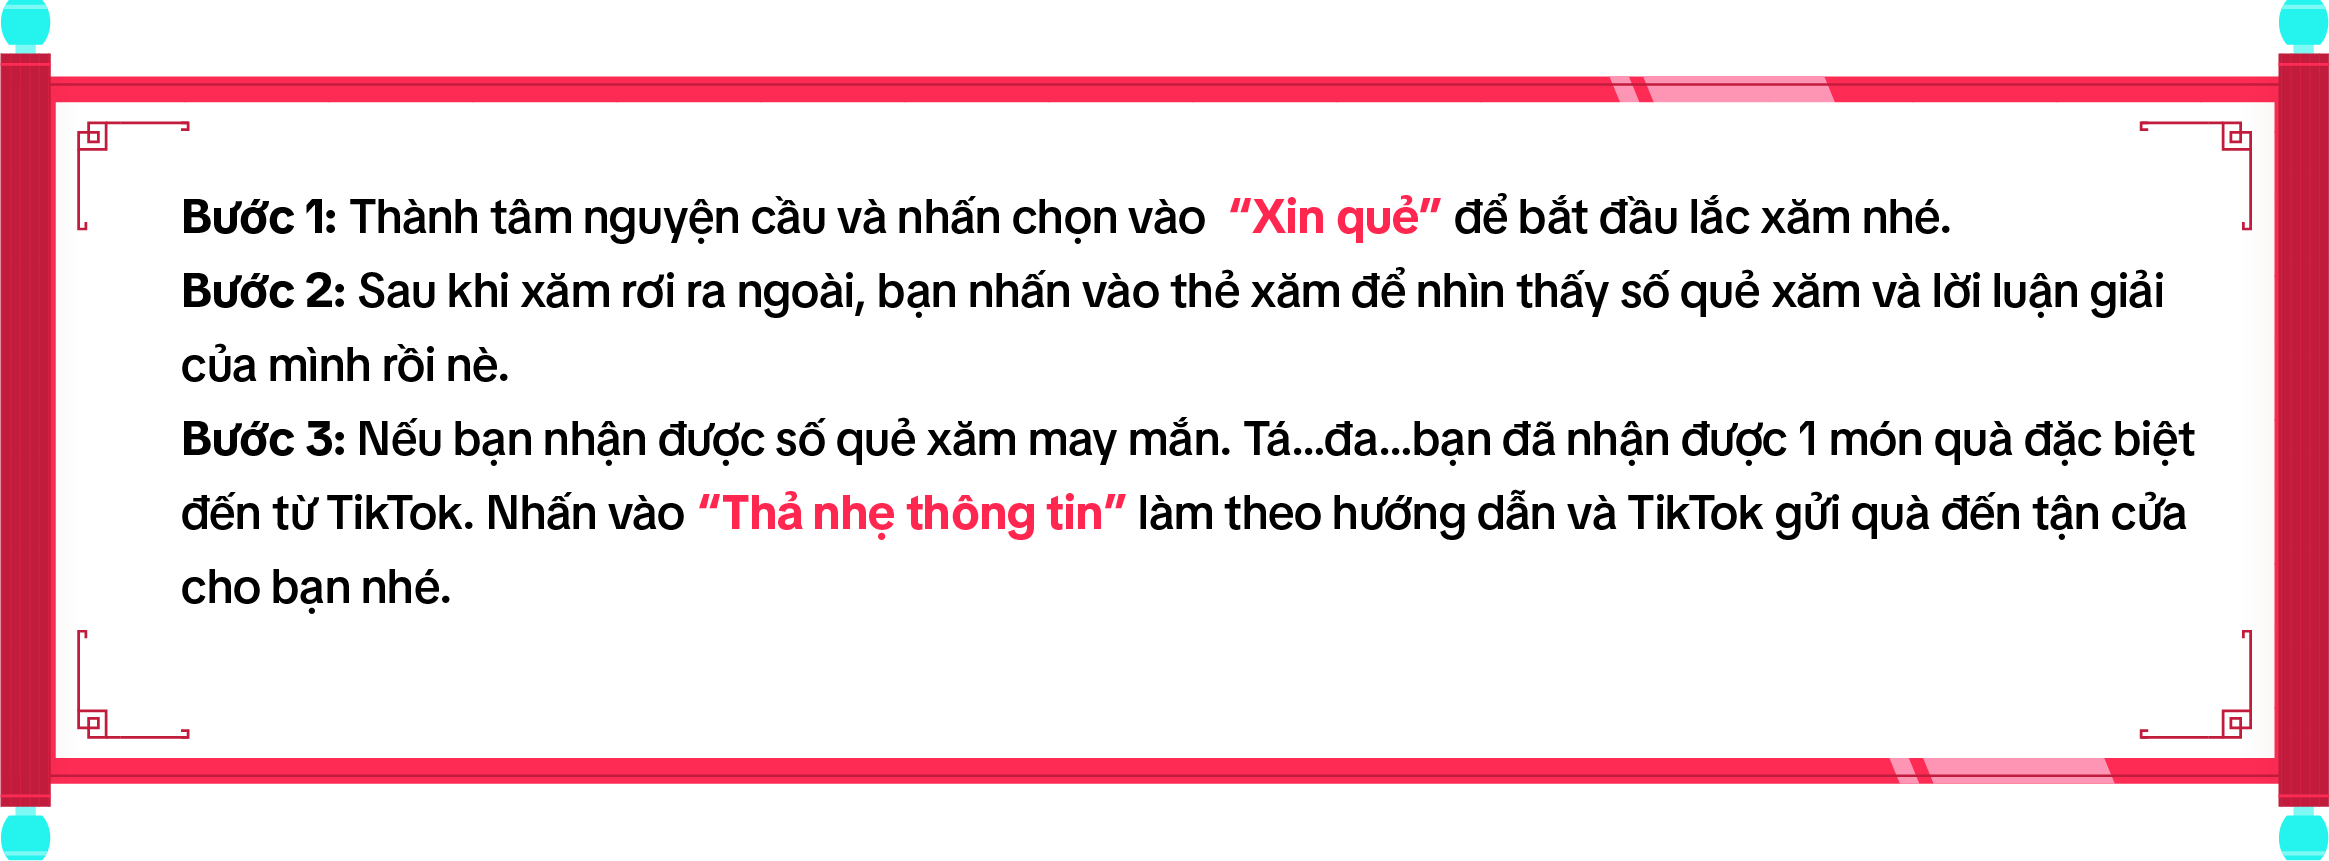 Bước 1: Thành tâm nguyện cầu và nhấn chọn vào “Xin quẻ” để bắt đầu lắc xăm nhé.
Bước 2: Sau khi xăm rơi ra ngoài, bạn nhấn vào thẻ xăm để nhìn thấy số quẻ xăm và lời luận giải
của mình rồi nè.
Bước 3: Nếu bạn nhận được số quẻ xăm may mắn. Tá...đa...bạn đã nhận được 1 món quà đặc biệt
đến từ TikTok. Nhấn vào “Thả nhẹ thông tin” làm theo hướng dẫn và TikTok gửi quà đến tận cửa
cho bạn nhé.